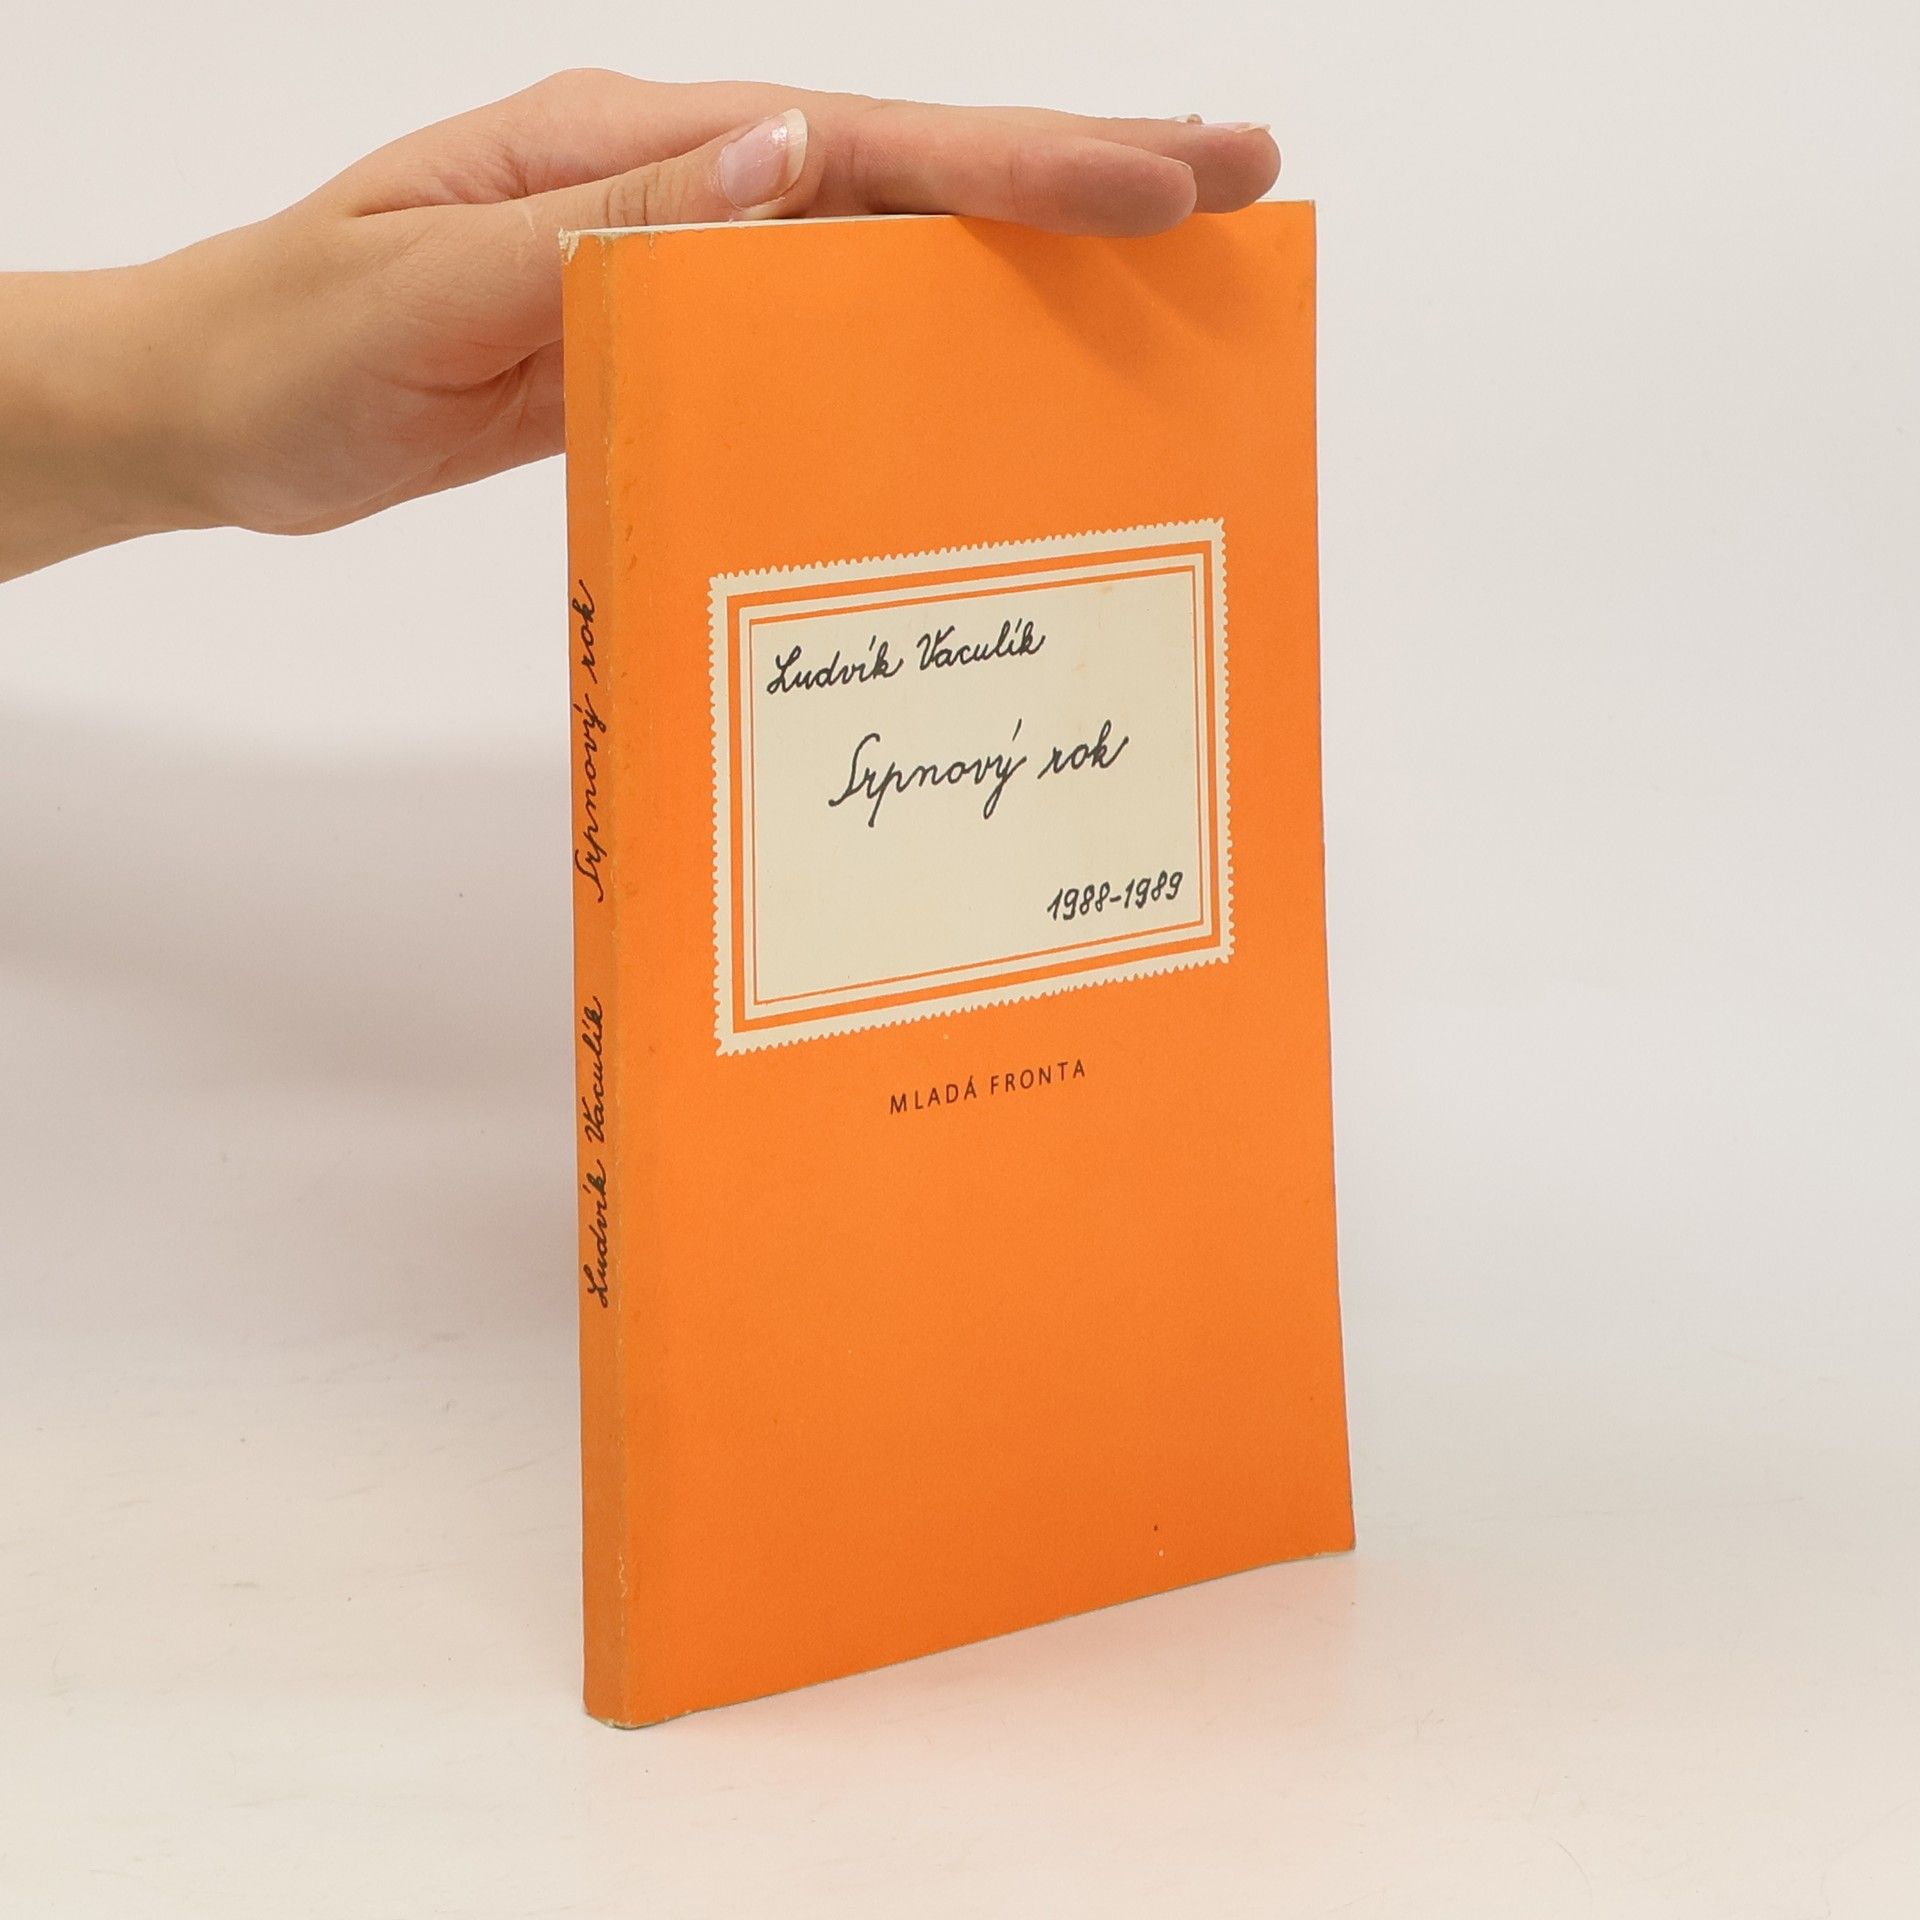 Ludvík Vaculík
Srpnový rok
1988-1989
MLADÁ FRONTA
Ludvík Vaculík Srpnový rok